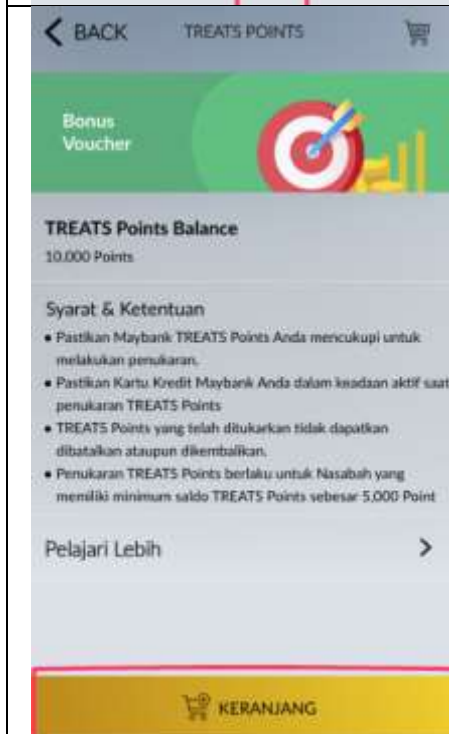 BACK
TREATS POINTS
Bonus
Voucher
TREATS Points Balance
10.000 Points
Syarat & Ketentuan
• Pastikan Maybank TREATS Points Anda mencukupi untuk
melakukan penukaran.
• Pastikan Kartu Kredit Maybank Anda dalam keadaan aktif saat
penukaran TREATS Points
• TREATS Points yang telah ditukarkan tidak dapatkan
dibatalkan ataupun dikembalikan.
• Penukaran TREATS Points berlaku untuk Nasabah yang
memiliki minimum saldo TREATS Points sebesar 5,000 Point
Pelajari Lebih
KERANJANG